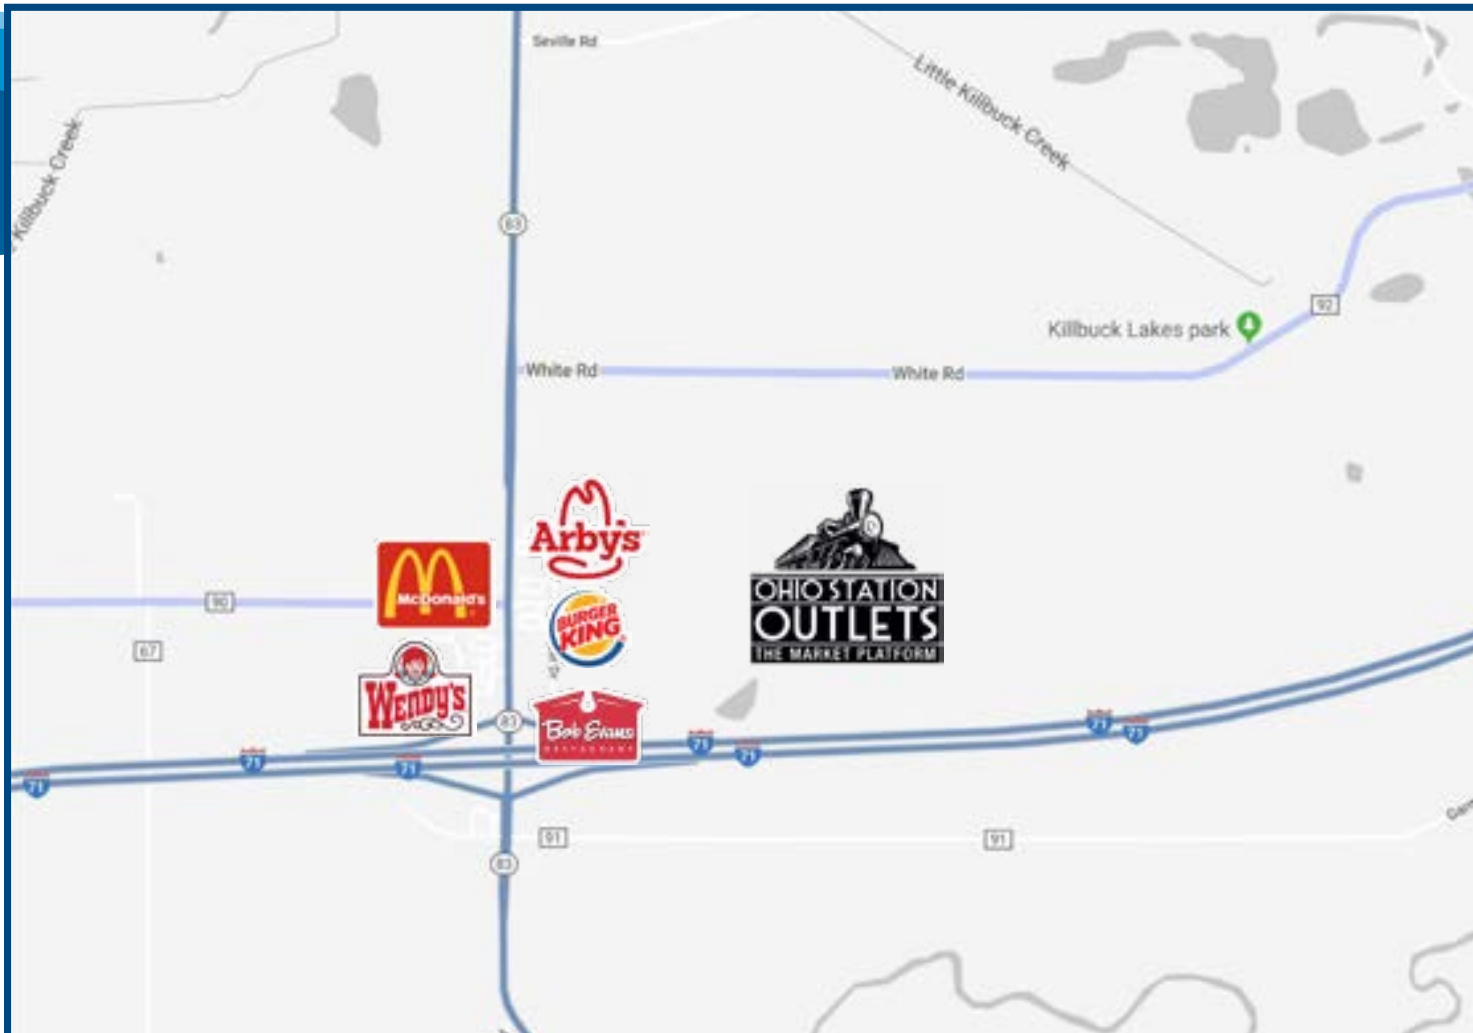 Seville Rd
Little Killbuck Creek
Killbuck Creek
83
92
Killbuck Lakes park
White Rd
White Rd
Arby's
McDonald's
OHIO STATION
OUTLETS
THE MARKET PLATFORM
90
BURGER
KING
67
WENDY'S
83
Bob Evans
RESTAURANT
71
71
71
71
71
71
71
91
91
83